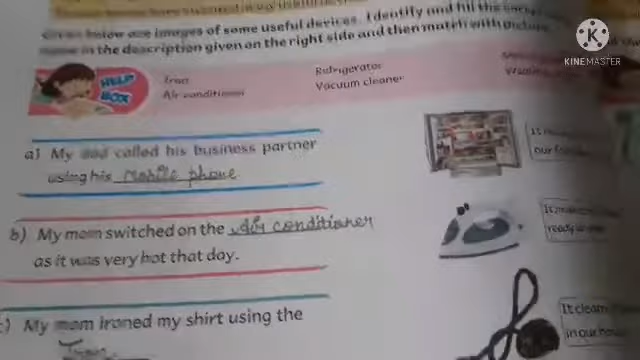 Given below are images of some useful devices. Identify and fill the
name in the description given on the right side and then match with picture.
KINEMASTER
HELP BOX
Iron
Refrigerator
Air conditioner
Vacuum cleaner
a) My dad called his business partner
using his mobile phone
It
our
b) My mom switched on the Air conditioner
as it was very hot that day.
It makes
ready
) My mom ironed my shirt using the
Iron
It cleans
in our house